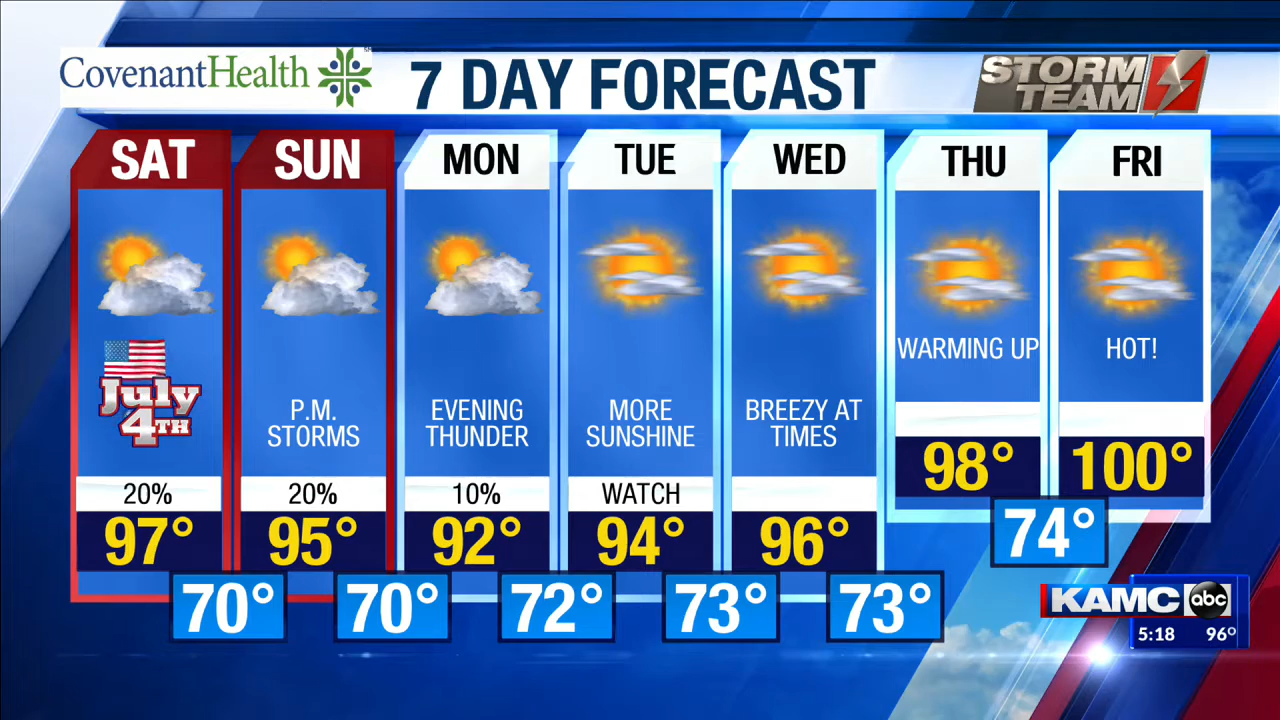 CovenantHealth
7 DAY FORECAST
STORM
TEAM
SAT
SUN
MON
TUE
WED
THU
FRI
July
4TH
P.M.
STORMS
EVENING
THUNDER
MORE
SUNSHINE
BREEZY AT
TIMES
WARMING UP
HOT!
20%
20%
10%
WATCH
97°
95°
92°
94°
96°
98°
100°
70°
70°
72°
73°
73°
74°
KAMC abc
5:18 96°